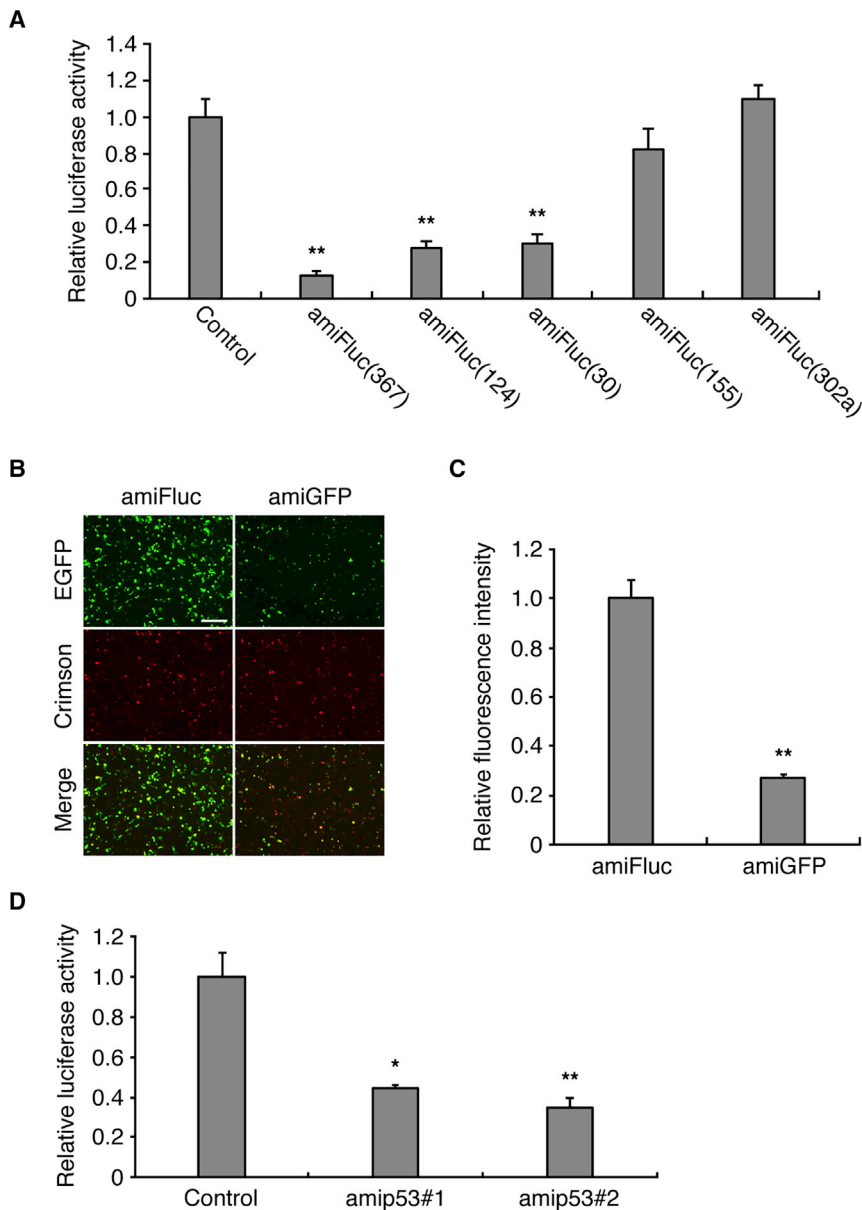 A
Relative luciferase activity
1.4
1.2
1.0
0.8
0.6
0.4
0.2
0
**
**
**
Control
amiFluc(367)
amiFluc(124)
amiFluc(30)
amiFluc(155)
amiFluc(302a)
B
amiFluc
amiGFP
EGFP
Crimson
Merge
C
Relative fluorescence intensity
1.2
1.0
0.8
0.6
0.4
0.2
0
**
amiFluc
amiGFP
D
Relative luciferase activity
1.2
1.0
0.8
0.6
0.4
0.2
0
*
**
Control
amip53#1
amip53#2